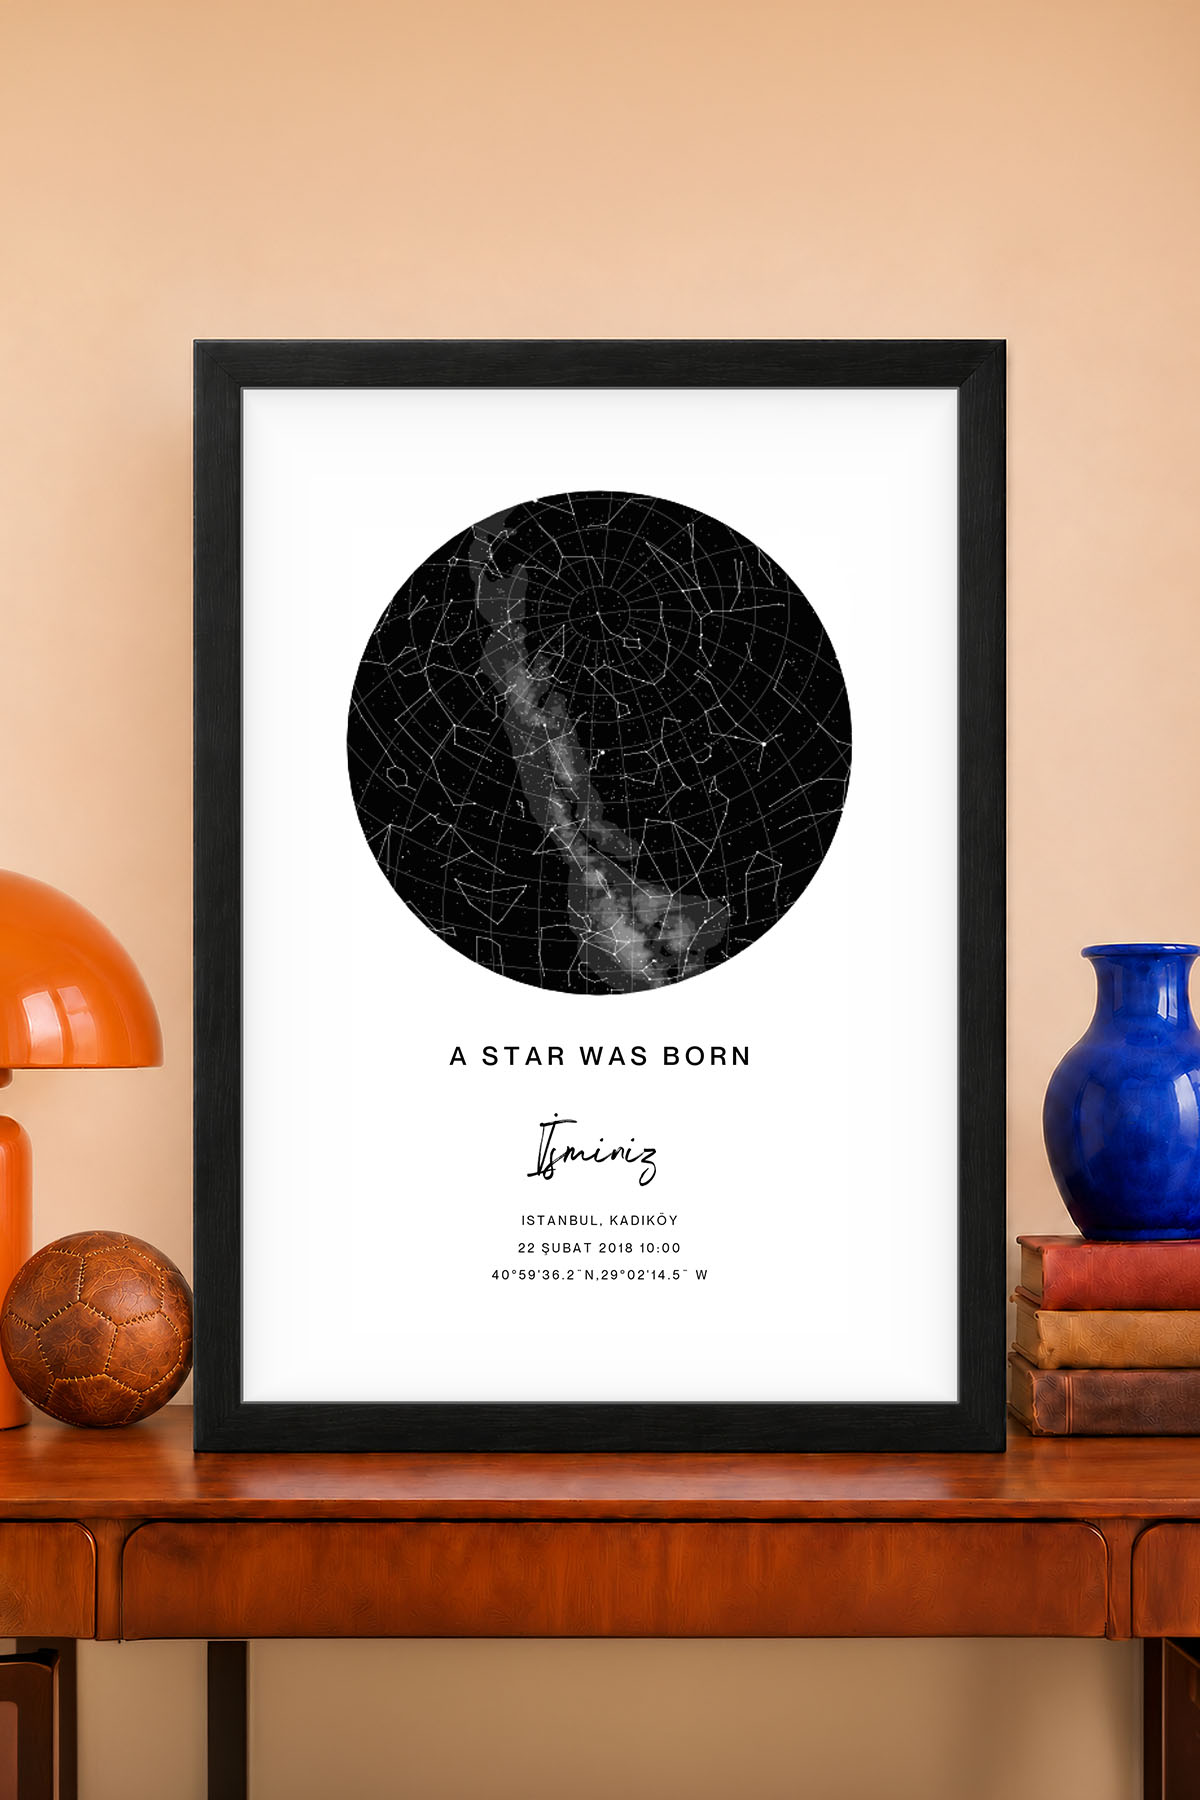 A STAR WAS BORN
İsminiz
ISTANBUL, KADIKÖY
22 ŞUBAT 2018 10:00
40°59'36.2¨N,29°02'14.5¨ W